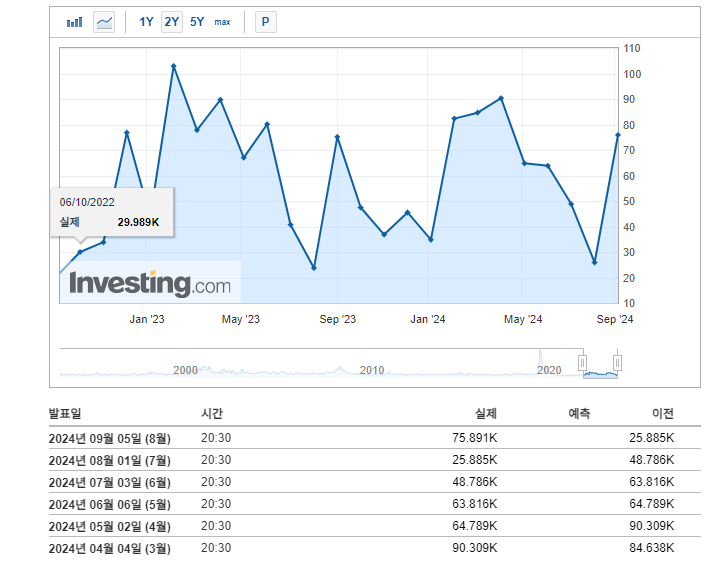 1Y 2Y 5Y max P
110
100
90
80
70
60
50
40
30
20
10
06/10/2022
실제 29.989K
Investing.com
Jan '23 May '23 Sep '23 Jan '24 May '24 Sep '24
2000 2010 2020
발표일 시간 실제 예측 이전
2024년 09월 05일 (8월) 20:30 75.891K 25.885K
2024년 08월 01일 (7월) 20:30 25.885K 48.786K
2024년 07월 03일 (6월) 20:30 48.786K 63.816K
2024년 06월 06일 (5월) 20:30 63.816K 64.789K
2024년 05월 02일 (4월) 20:30 64.789K 90.309K
2024년 04월 04일 (3월) 20:30 90.309K 84.638K